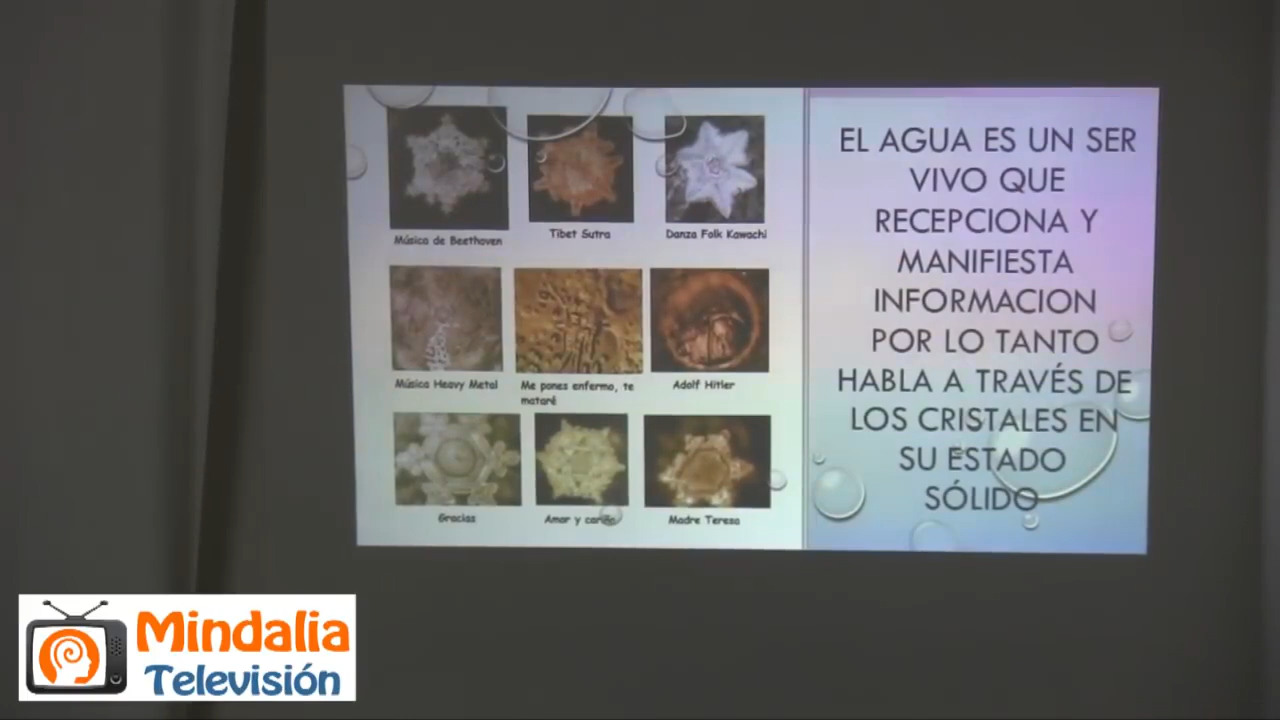 Música de Beethoven
Tibet Sutra
Danza Folk Kawachi
Música Heavy Metal
Me pones enfermo, te
mataré
Adolf Hitler
Gracias
Amor y cariño
Madre Teresa
EL AGUA ES UN SER
VIVO QUE
RECEPCIONA Y
MANIFIESTA
INFORMACION
POR LO TANTO
HABLA A TRAVÉS DE
LOS CRISTALES EN
SU ESTADO
SÓLIDO
Mindalia
Televisión